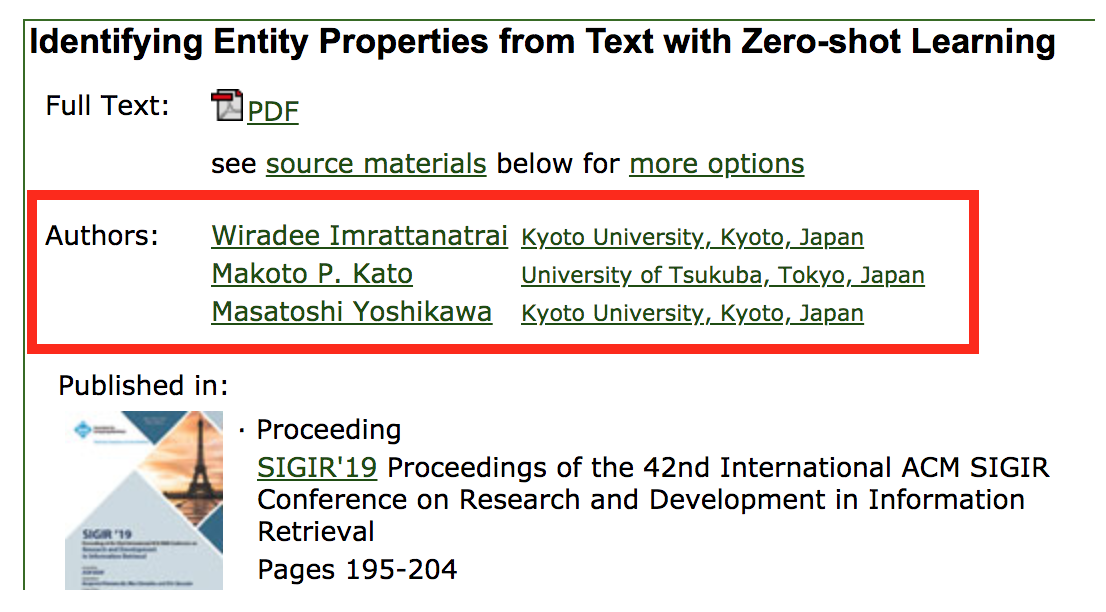 Identifying Entity Properties from Text with Zero-shot Learning
Full Text: PDF
see source materials below for more options
Authors: Wiradee Imrattanatrai Kyoto University, Kyoto, Japan
Makoto P. Kato University of Tsukuba, Tokyo, Japan
Masatoshi Yoshikawa Kyoto University, Kyoto, Japan
Published in:
· Proceeding
SIGIR'19 Proceedings of the 42nd International ACM SIGIR
Conference on Research and Development in Information
Retrieval
Pages 195-204
SIGIR '19